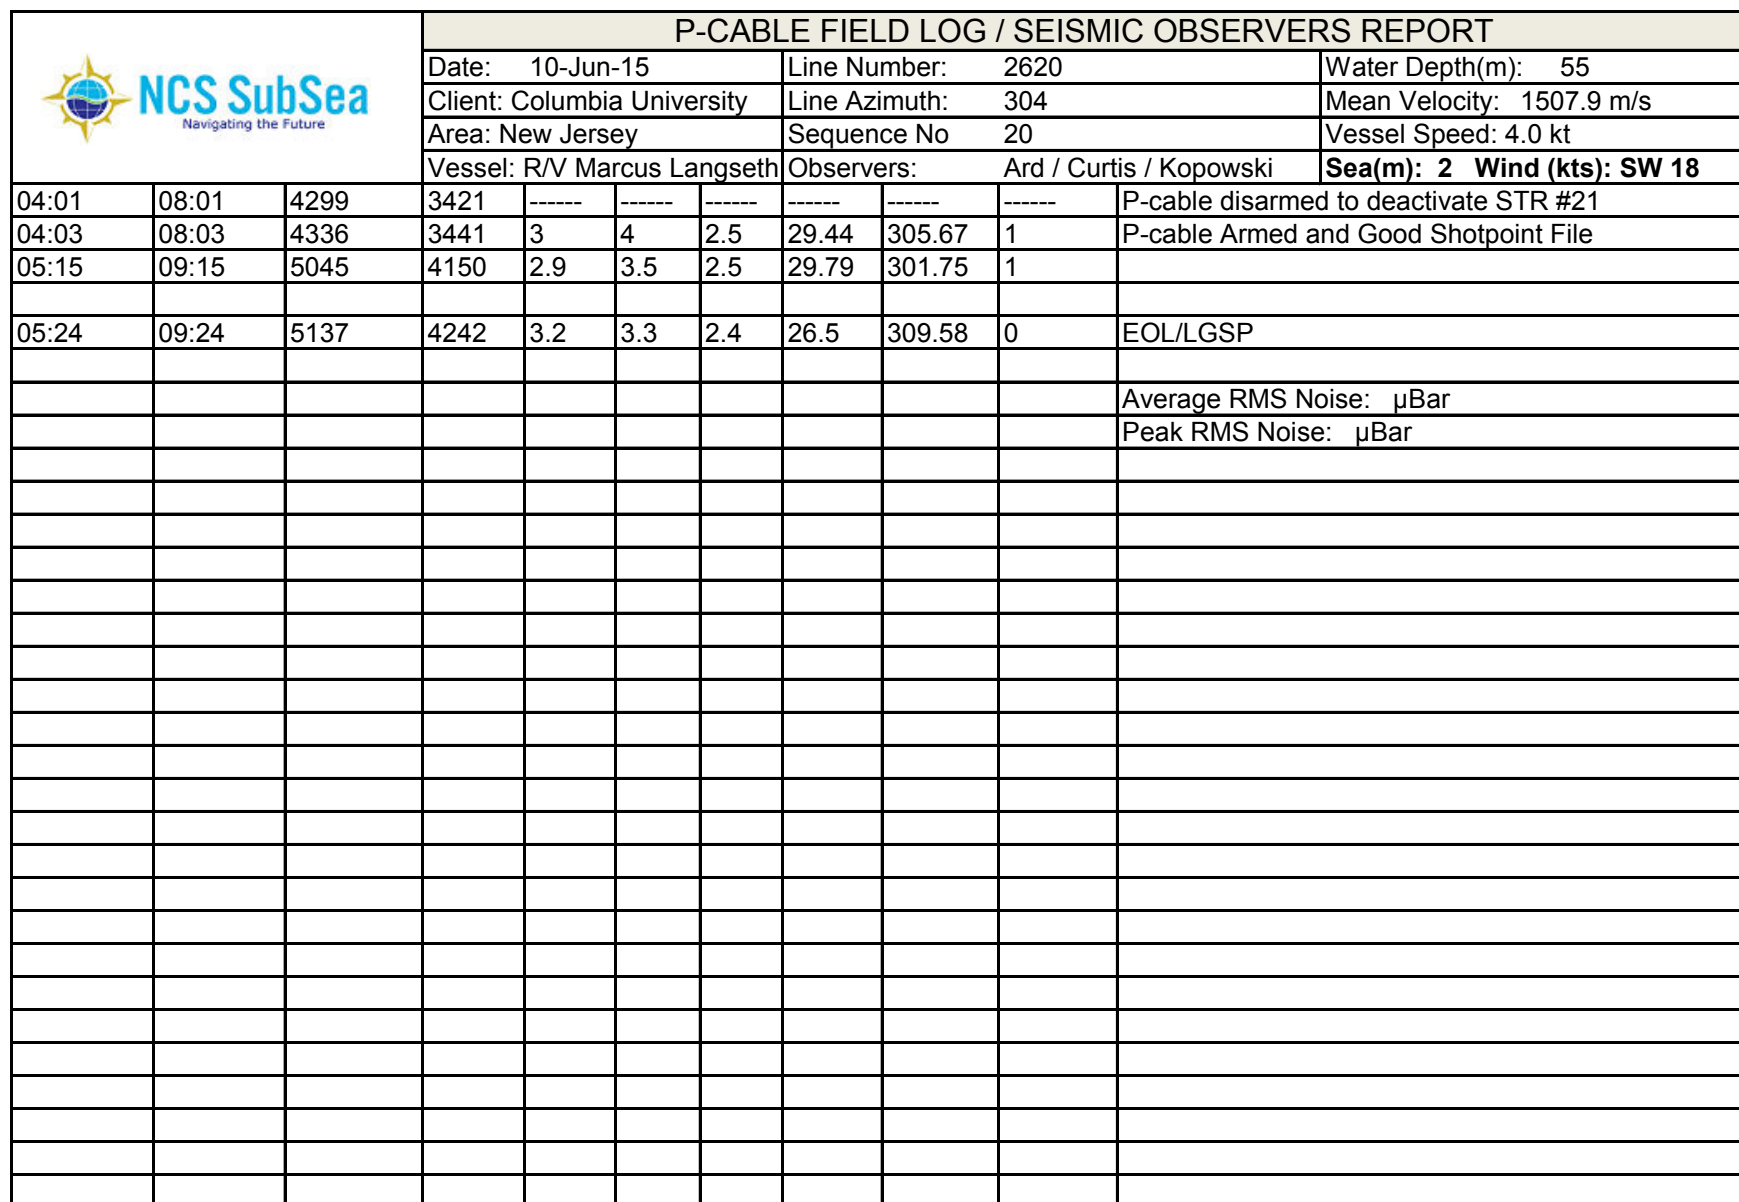 P-CABLE FIELD LOG / SEISMIC OBSERVERS REPORT
NCS SubSea
Navigating the Future
Date: 10-Jun-15 Line Number: 2620 Water Depth(m): 55
Client: Columbia University Line Azimuth: 304 Mean Velocity: 1507.9 m/s
Area: New Jersey Sequence No 20 Vessel Speed: 4.0 kt
Vessel: R/V Marcus Langseth Observers: Ard / Curtis / Kopowski Sea(m): 2 Wind (kts): SW 18
04:01 08:01 4299 3421 ------ ------ ------ ------ ------ ------ P-cable disarmed to deactivate STR #21
04:03 08:03 4336 3441 3 4 2.5 29.44 305.67 1 P-cable Armed and Good Shotpoint File
05:15 09:15 5045 4150 2.9 3.5 2.5 29.79 301.75 1
05:24 09:24 5137 4242 3.2 3.3 2.4 26.5 309.58 0 EOL/LGSP
Average RMS Noise: µBar
Peak RMS Noise: µBar